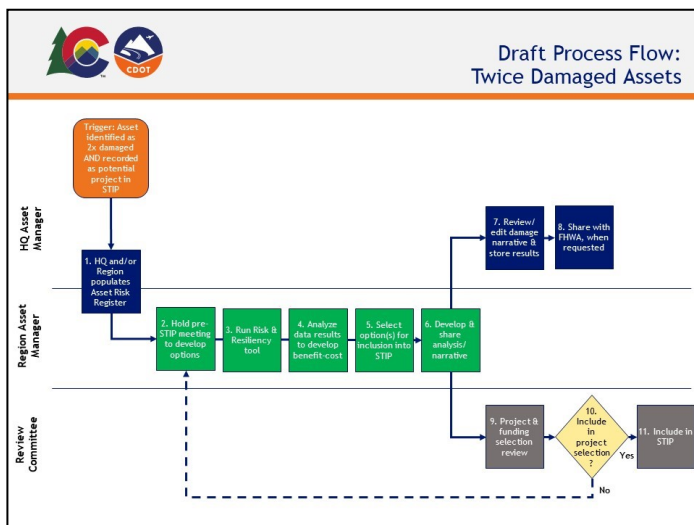 CDOT
Draft Process Flow:
Twice Damaged Assets
Trigger: Asset
identified as
2x damaged
AND recorded
as potential
project in
STIP
HQ Asset
Manager
1. HQ and/or
Region
populates
Asset Risk
Register
7. Review/
edit damage
narrative &
store results
8. Share with
FHWA, when
requested
Region Asset
Manager
2. Hold pre-
STIP meeting
to develop
options
3. Run Risk &
Resiliency
tool
4. Analyze
data results
to develop
benefit-cost
5. Select
option(s) for
inclusion into
STIP
6. Develop &
share
analysis/
narrative
Review
Committee
9. Project &
funding
selection
review
10.
Include in
project
selection
?
Yes
No
11. Include in
STIP